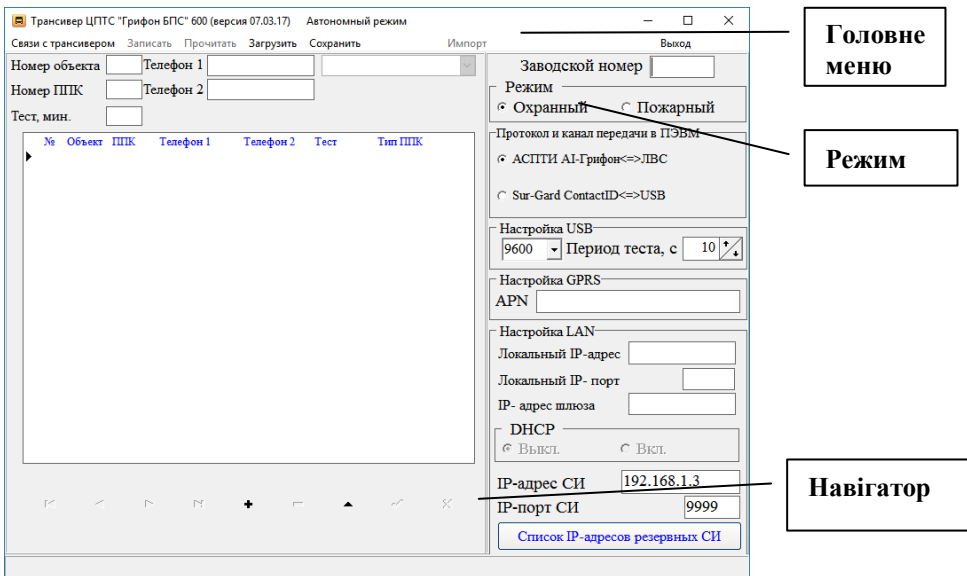 Трансивер ЦПТС "Грифон БПС" 600 (версия 07.03.17) Автономный режим
Связи с трансивером Записать Прочитать Загрузить Сохранить Импорт Выход
Номер объекта Телефон 1
Номер ППК Телефон 2
Тест, мин.
№ Объект ППК Телефон 1 Телефон 2 Тест Тип ППК
Заводской номер
Режим
Охранный Пожарный
Протокол и канал передачи в ПЭВМ
АСПТИ AI-Грифон<=>ЛВС
Sur-Gard ContactID<=>USB
Настройка USB
9600 Период теста, с 10
Настройка GPRS
APN
Настройка LAN
Локальный IP-адрес
Локальный IP- порт
IP- адрес шлюза
DHCP
Выкл. Вкл.
IP-адрес СИ 192.168.1.3
IP-порт СИ 9999
Список IP-адресов резервных СИ
Головне
меню
Режим
Навігатор